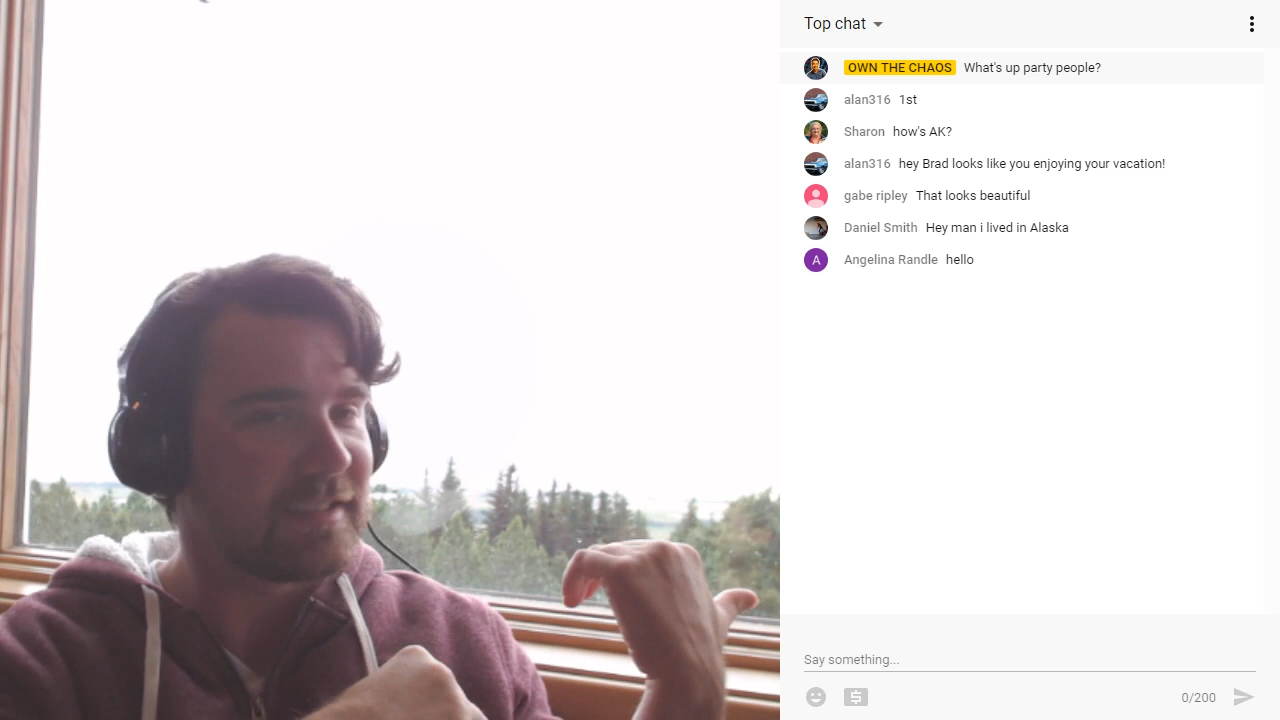 Top chat
OWN THE CHAOS What's up party people?
alan316 1st
Sharon how's AK?
alan316 hey Brad looks like you enjoying your vacation!
gabe ripley That looks beautiful
Daniel Smith Hey man i lived in Alaska
A Angelina Randle hello
Say something...
0/200